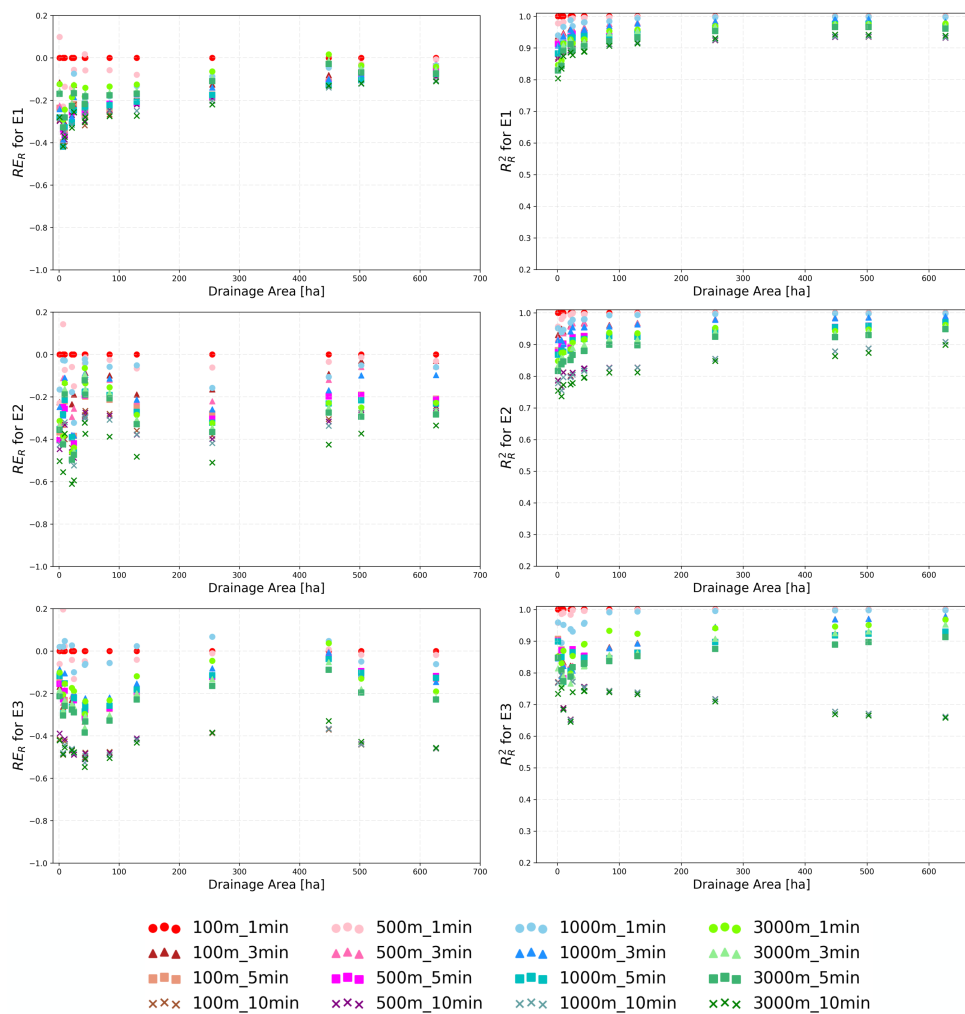 0.2
0.0
−0.2
−0.4
−0.6
−0.8
−1.0
RE_R for E1
0 100 200 300 400 500 600 700
Drainage Area [ha]
1.0
0.9
0.8
0.7
0.6
0.5
0.4
0.3
0.2
R²_R for E1
0 100 200 300 400 500 600
Drainage Area [ha]
0.2
0.0
−0.2
−0.4
−0.6
−0.8
−1.0
RE_R for E2
0 100 200 300 400 500 600 700
Drainage Area [ha]
1.0
0.9
0.8
0.7
0.6
0.5
0.4
0.3
0.2
R²_R for E2
0 100 200 300 400 500 600
Drainage Area [ha]
0.2
0.0
−0.2
−0.4
−0.6
−0.8
−1.0
RE_R for E3
0 100 200 300 400 500 600 700
Drainage Area [ha]
1.0
0.9
0.8
0.7
0.6
0.5
0.4
0.3
0.2
R²_R for E3
0 100 200 300 400 500 600
Drainage Area [ha]
100m_1min 500m_1min 1000m_1min 3000m_1min
100m_3min 500m_3min 1000m_3min 3000m_3min
100m_5min 500m_5min 1000m_5min 3000m_5min
100m_10min 500m_10min 1000m_10min 3000m_10min